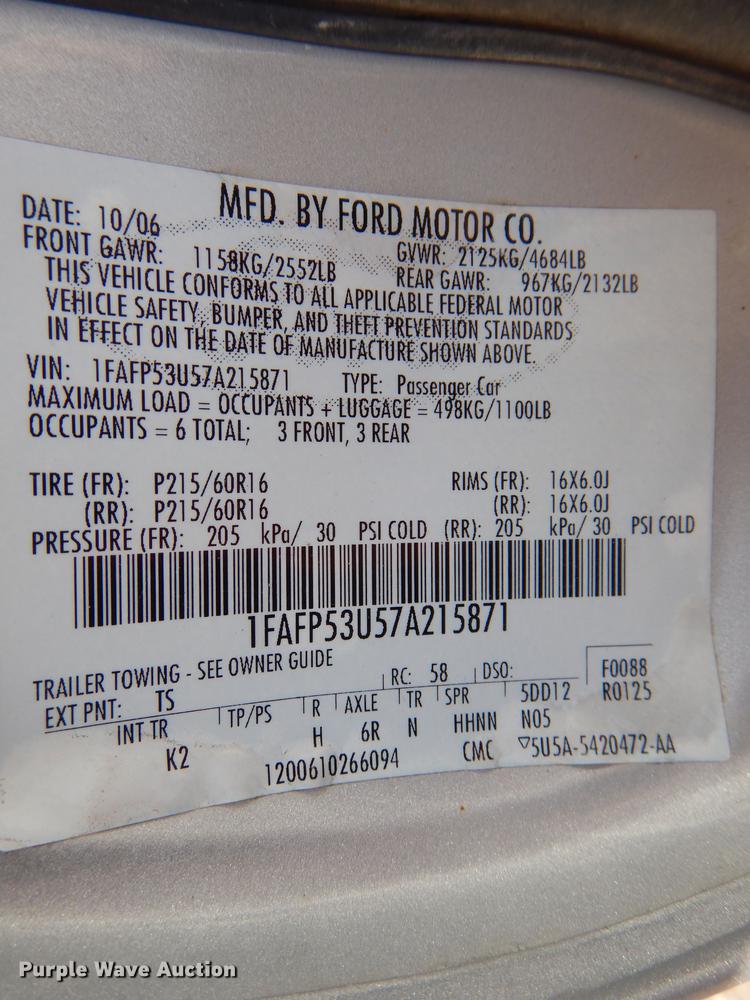 MFD. BY FORD MOTOR CO.
DATE: 10/06
GVWR: 2125KG/4684LB
FRONT GAWR: 1158KG/2552LB
REAR GAWR: 967KG/2132LB
THIS VEHICLE CONFORMS TO ALL APPLICABLE FEDERAL MOTOR
VEHICLE SAFETY, BUMPER, AND THEFT PREVENTION STANDARDS
IN EFFECT ON THE DATE OF MANUFACTURE SHOWN ABOVE.
VIN: 1FAFP53U57A215871 TYPE: Passenger Car
MAXIMUM LOAD = OCCUPANTS + LUGGAGE = 498KG/1100LB
OCCUPANTS = 6 TOTAL; 3 FRONT, 3 REAR
TIRE (FR): P215/60R16 RIMS (FR): 16X6.0J
(RR): P215/60R16 (RR): 16X6.0J
PRESSURE (FR): 205 kPa/ 30 PSI COLD (RR): 205 kPa/ 30 PSI COLD
1FAFP53U57A215871
TRAILER TOWING - SEE OWNER GUIDE
EXT PNT: TS RC: 58 DSO: F0088
INT TR TP/PS R AXLE TR SPR 5DD12 R0125
K2 H 6R N HHNN N05
1200610266094 CMC ▽5U5A-5420472-AA
Purple Wave Auction